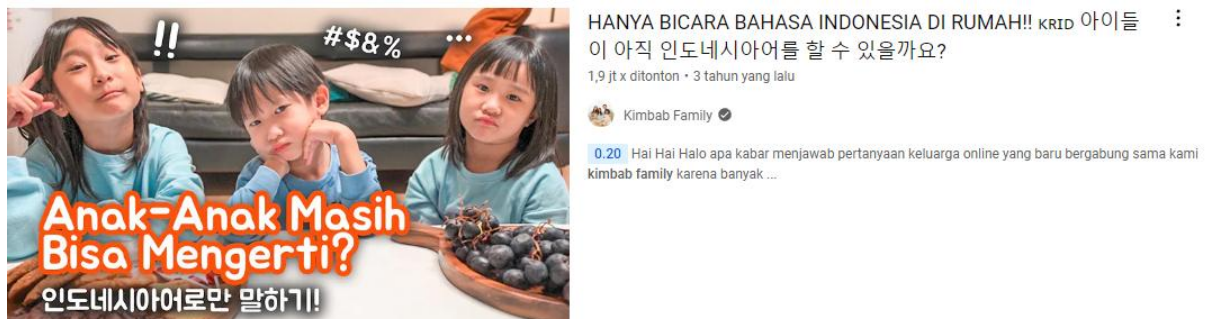 !!
#$&%
...
Anak-Anak Masih
Bisa Mengerti?
인도네시아어로만 말하기!
HANYA BICARA BAHASA INDONESIA DI RUMAH!! ᴋʀɪᴅ 아이들
이 아직 인도네시아어를 할 수 있을까요?
1,9 jt x ditonton • 3 tahun yang lalu
Kimbab Family
0.20 Hai Hai Halo apa kabar menjawab pertanyaan keluarga online yang baru bergabung sama kami
kimbab family karena banyak ...